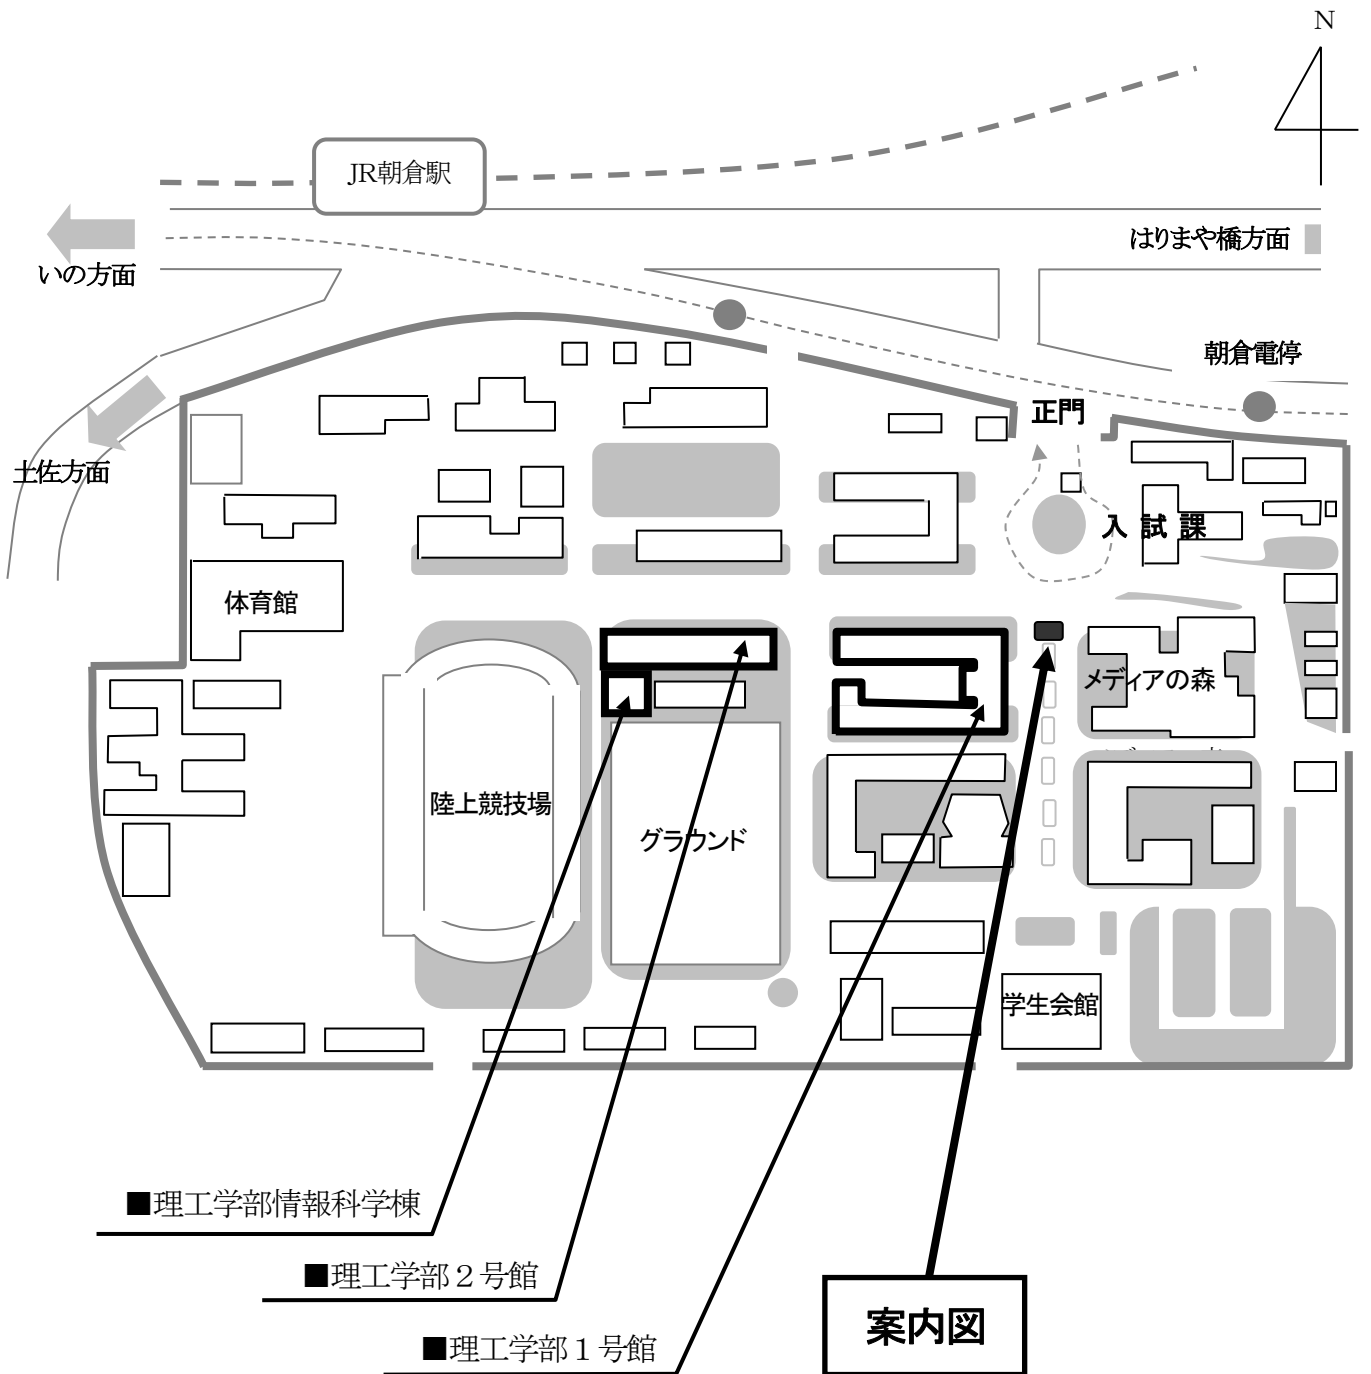 N
JR朝倉駅
はりまや橋方面
いの方面
朝倉電停
正門
土佐方面
入 試 課
体育館
メディアの森
陸上競技場
グラウンド
学生会館
■理工学部情報科学棟
■理工学部２号館
案内図
■理工学部１号館